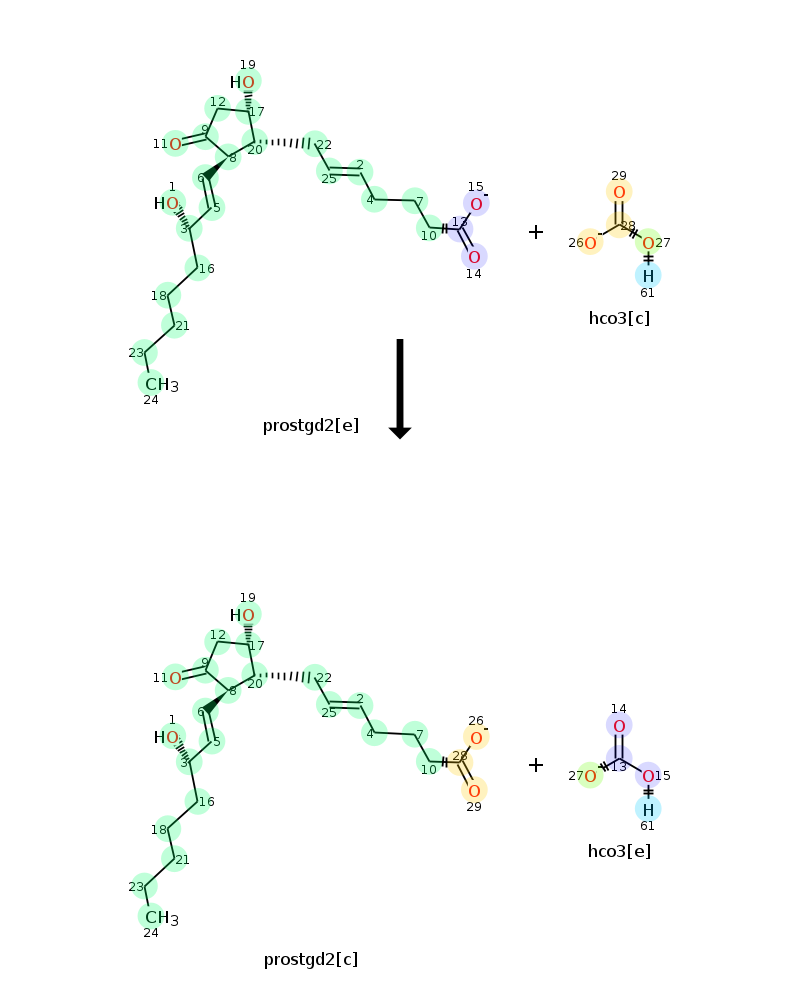 19
HO
12
17
9
11 O
8
20
22
6
25
2
1
HO
5
3
4
7
15
O-
10
13
O
14
16
18
21
23
CH3
24
prostgd2[e]
+
29
O
28
26 O-
O 27
H
61
hco3[c]
19
HO
12
17
9
11 O
8
20
22
6
25
2
1
HO
5
3
4
7
26
O-
10
28
O
29
16
18
21
23
CH3
24
prostgd2[c]
+
14
O
13
27 O-
O 15
H
61
hco3[e]